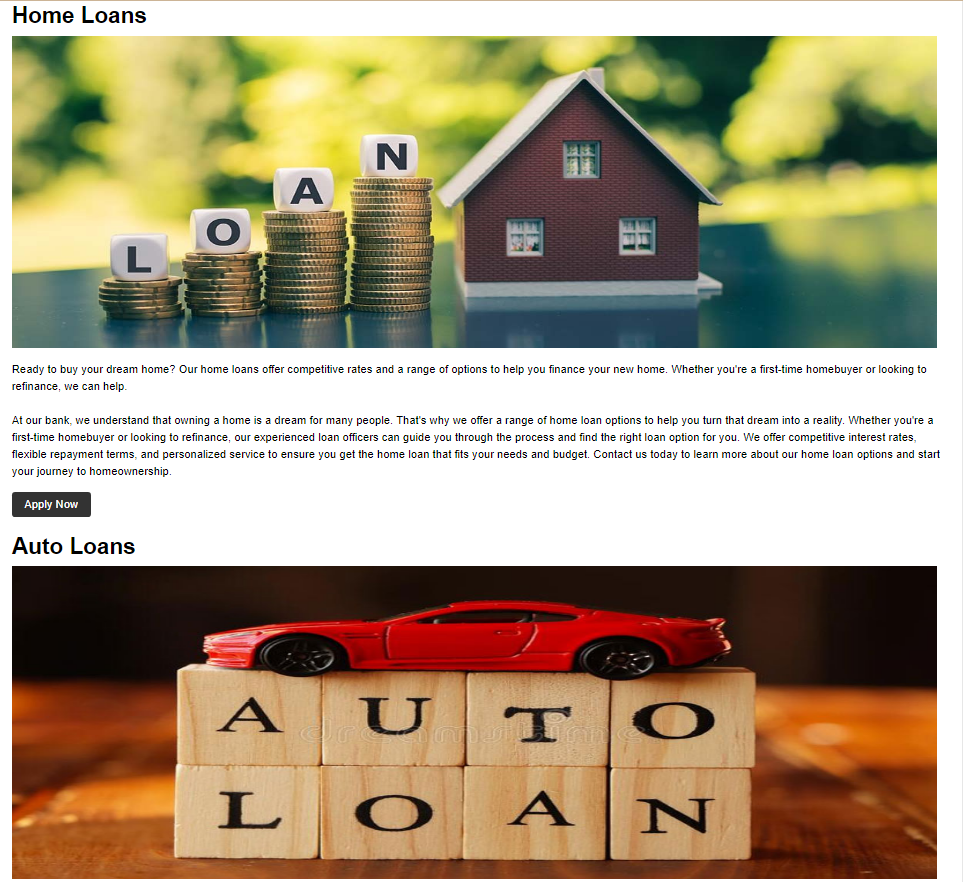 Home Loans
L O A N
Ready to buy your dream home? Our home loans offer competitive rates and a range of options to help you finance your new home. Whether you're a first-time homebuyer or looking to
refinance, we can help.
At our bank, we understand that owning a home is a dream for many people. That's why we offer a range of home loan options to help you turn that dream into a reality. Whether you're a
first-time homebuyer or looking to refinance, our experienced loan officers can guide you through the process and find the right loan option for you. We offer competitive interest rates,
flexible repayment terms, and personalized service to ensure you get the home loan that fits your needs and budget. Contact us today to learn more about our home loan options and start
your journey to homeownership.
Apply Now
Auto Loans
A U T O
dreamstime
L O A N